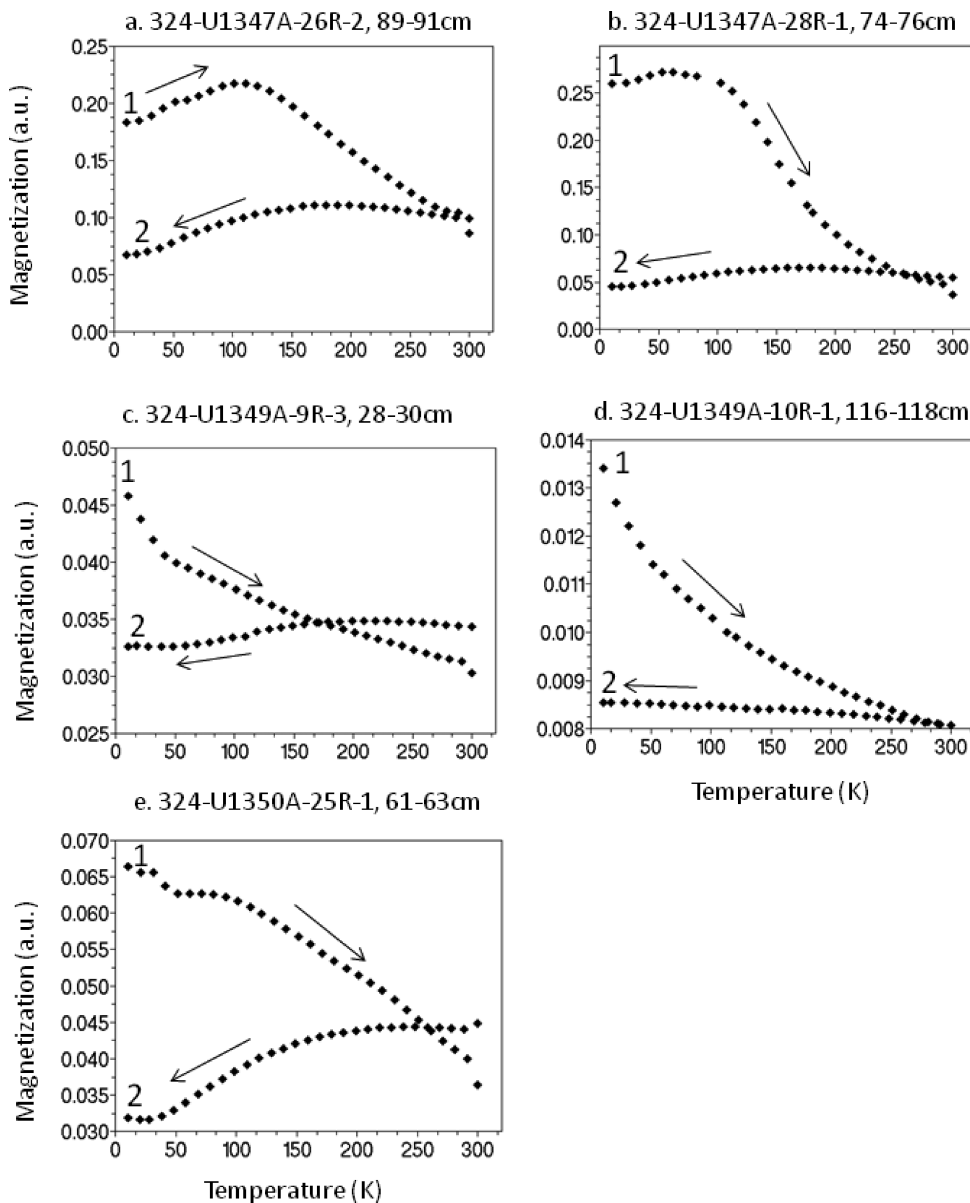 a. 324-U1347A-26R-2, 89-91cm
b. 324-U1347A-28R-1, 74-76cm
Magnetization (a.u.)
0.25
0.20
0.15
0.10
0.05
0.00
1
2
0 50 100 150 200 250 300
0.25
0.20
0.15
0.10
0.05
0.00
1
2
0 50 100 150 200 250 300
c. 324-U1349A-9R-3, 28-30cm
d. 324-U1349A-10R-1, 116-118cm
Magnetization (a.u.)
0.050
0.045
0.040
0.035
0.030
0.025
1
2
0 50 100 150 200 250 300
0.014
0.013
0.012
0.011
0.010
0.009
0.008
1
2
0 50 100 150 200 250 300
Temperature (K)
e. 324-U1350A-25R-1, 61-63cm
Magnetization (a.u.)
0.070
0.065
0.060
0.055
0.050
0.045
0.040
0.035
0.030
1
2
0 50 100 150 200 250 300
Temperature (K)